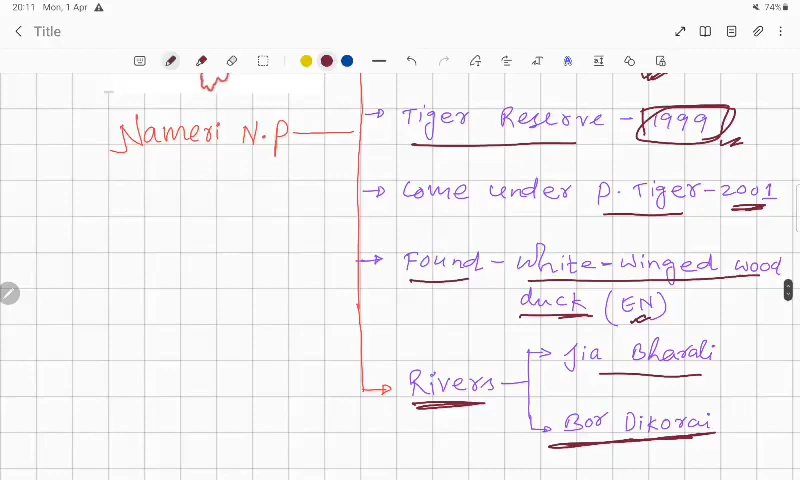 20:11 Mon, 1 Apr
74%
Title
Nameri N.P
Tiger Reserve - 1999
Come under P. Tiger - 2001
Found - White-winged wood
duck (EN)
Rivers
Jia Bharali
Bor Dikorai